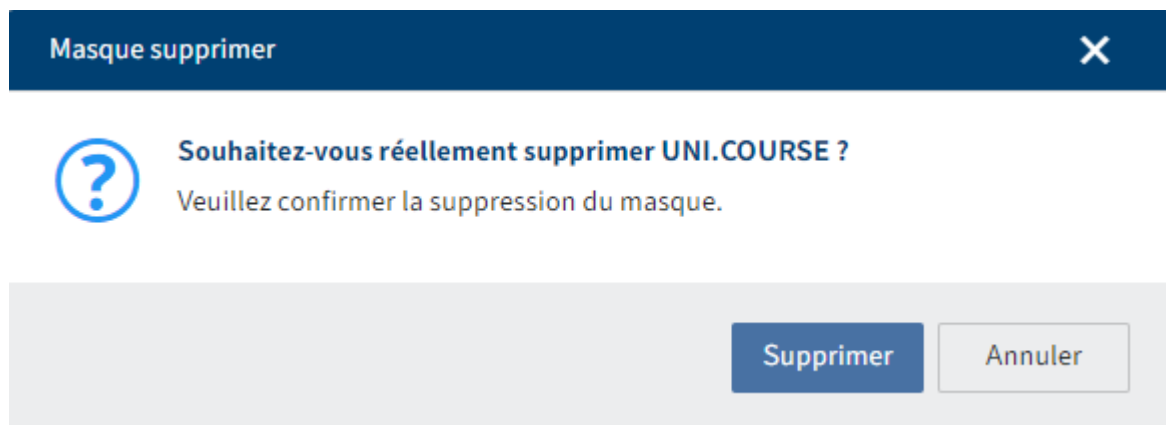 Masque supprimer
Souhaitez-vous réellement supprimer UNI.COURSE ?
Veuillez confirmer la suppression du masque.
Supprimer
Annuler